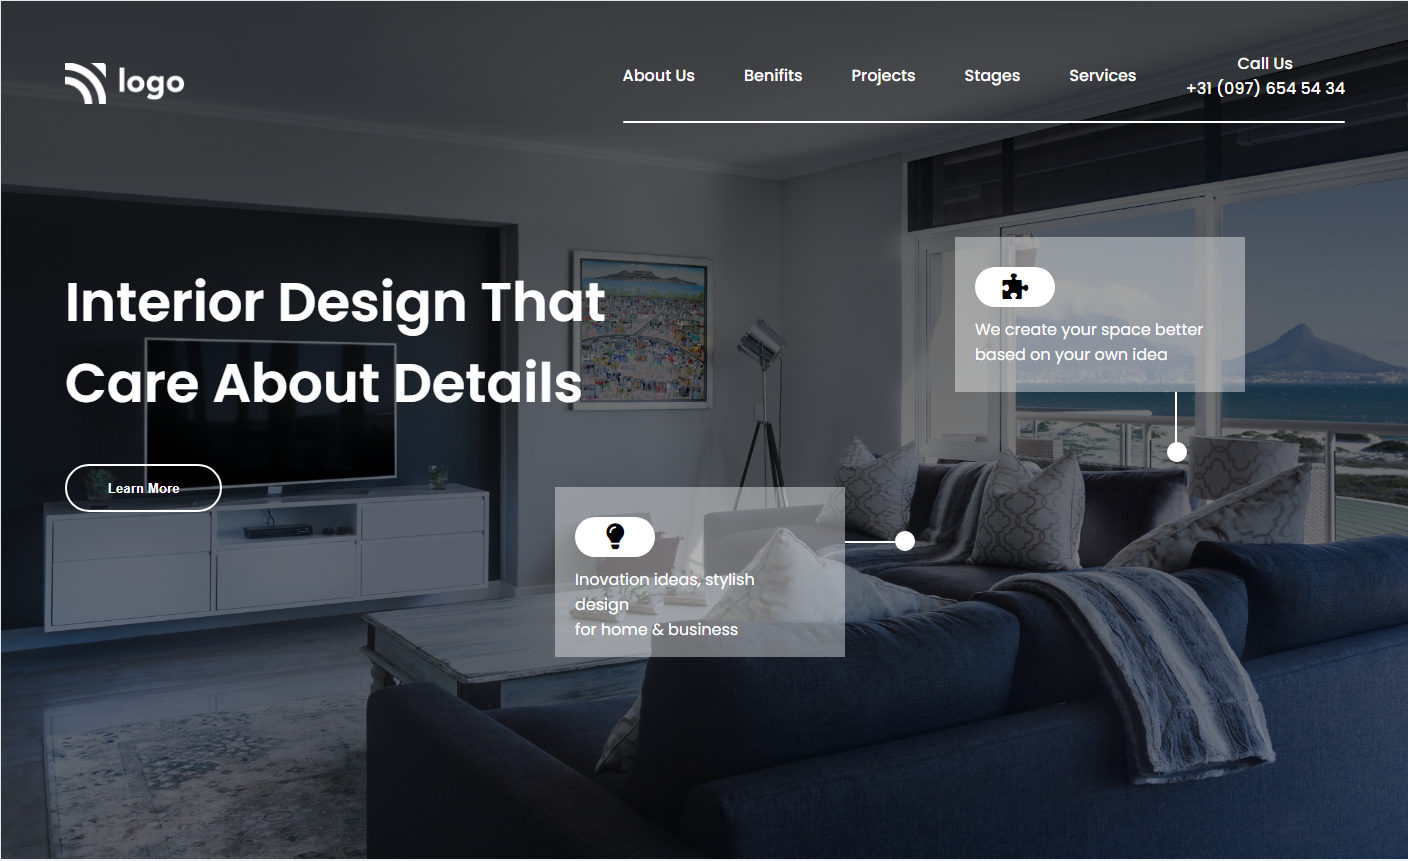 logo
About Us
Benifits
Projects
Stages
Services
Call Us
+31 (097) 654 54 34
Interior Design That
Care About Details
Learn More
We create your space better
based on your own idea
Inovation ideas, stylish
design
for home & business